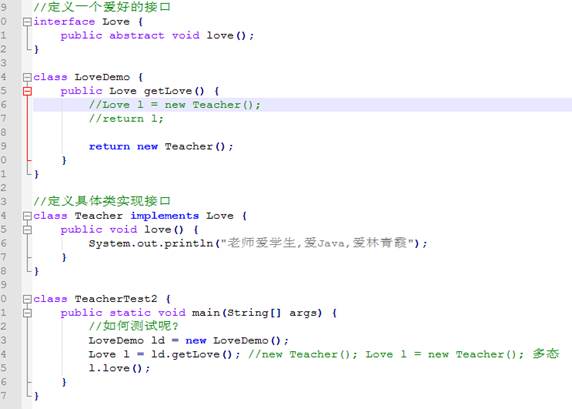 9 //定义一个爱好的接口
0 interface Love {
1     public abstract void love();
2 }
3
4 class LoveDemo {
5     public Love getLove() {
6         //Love l = new Teacher();
7         //return l;
8
9         return new Teacher();
0     }
1 }
2
3 //定义具体类实现接口
4 class Teacher implements Love {
5     public void love() {
6         System.out.println("老师爱学生,爱Java,爱林青霞");
7     }
8 }
9
0 class TeacherTest2 {
1     public static void main(String[] args) {
2         //如何测试呢?
3         LoveDemo ld = new LoveDemo();
4         Love l = ld.getLove(); //new Teacher(); Love l = new Teacher(); 多态
5         l.love();
6     }
7 }